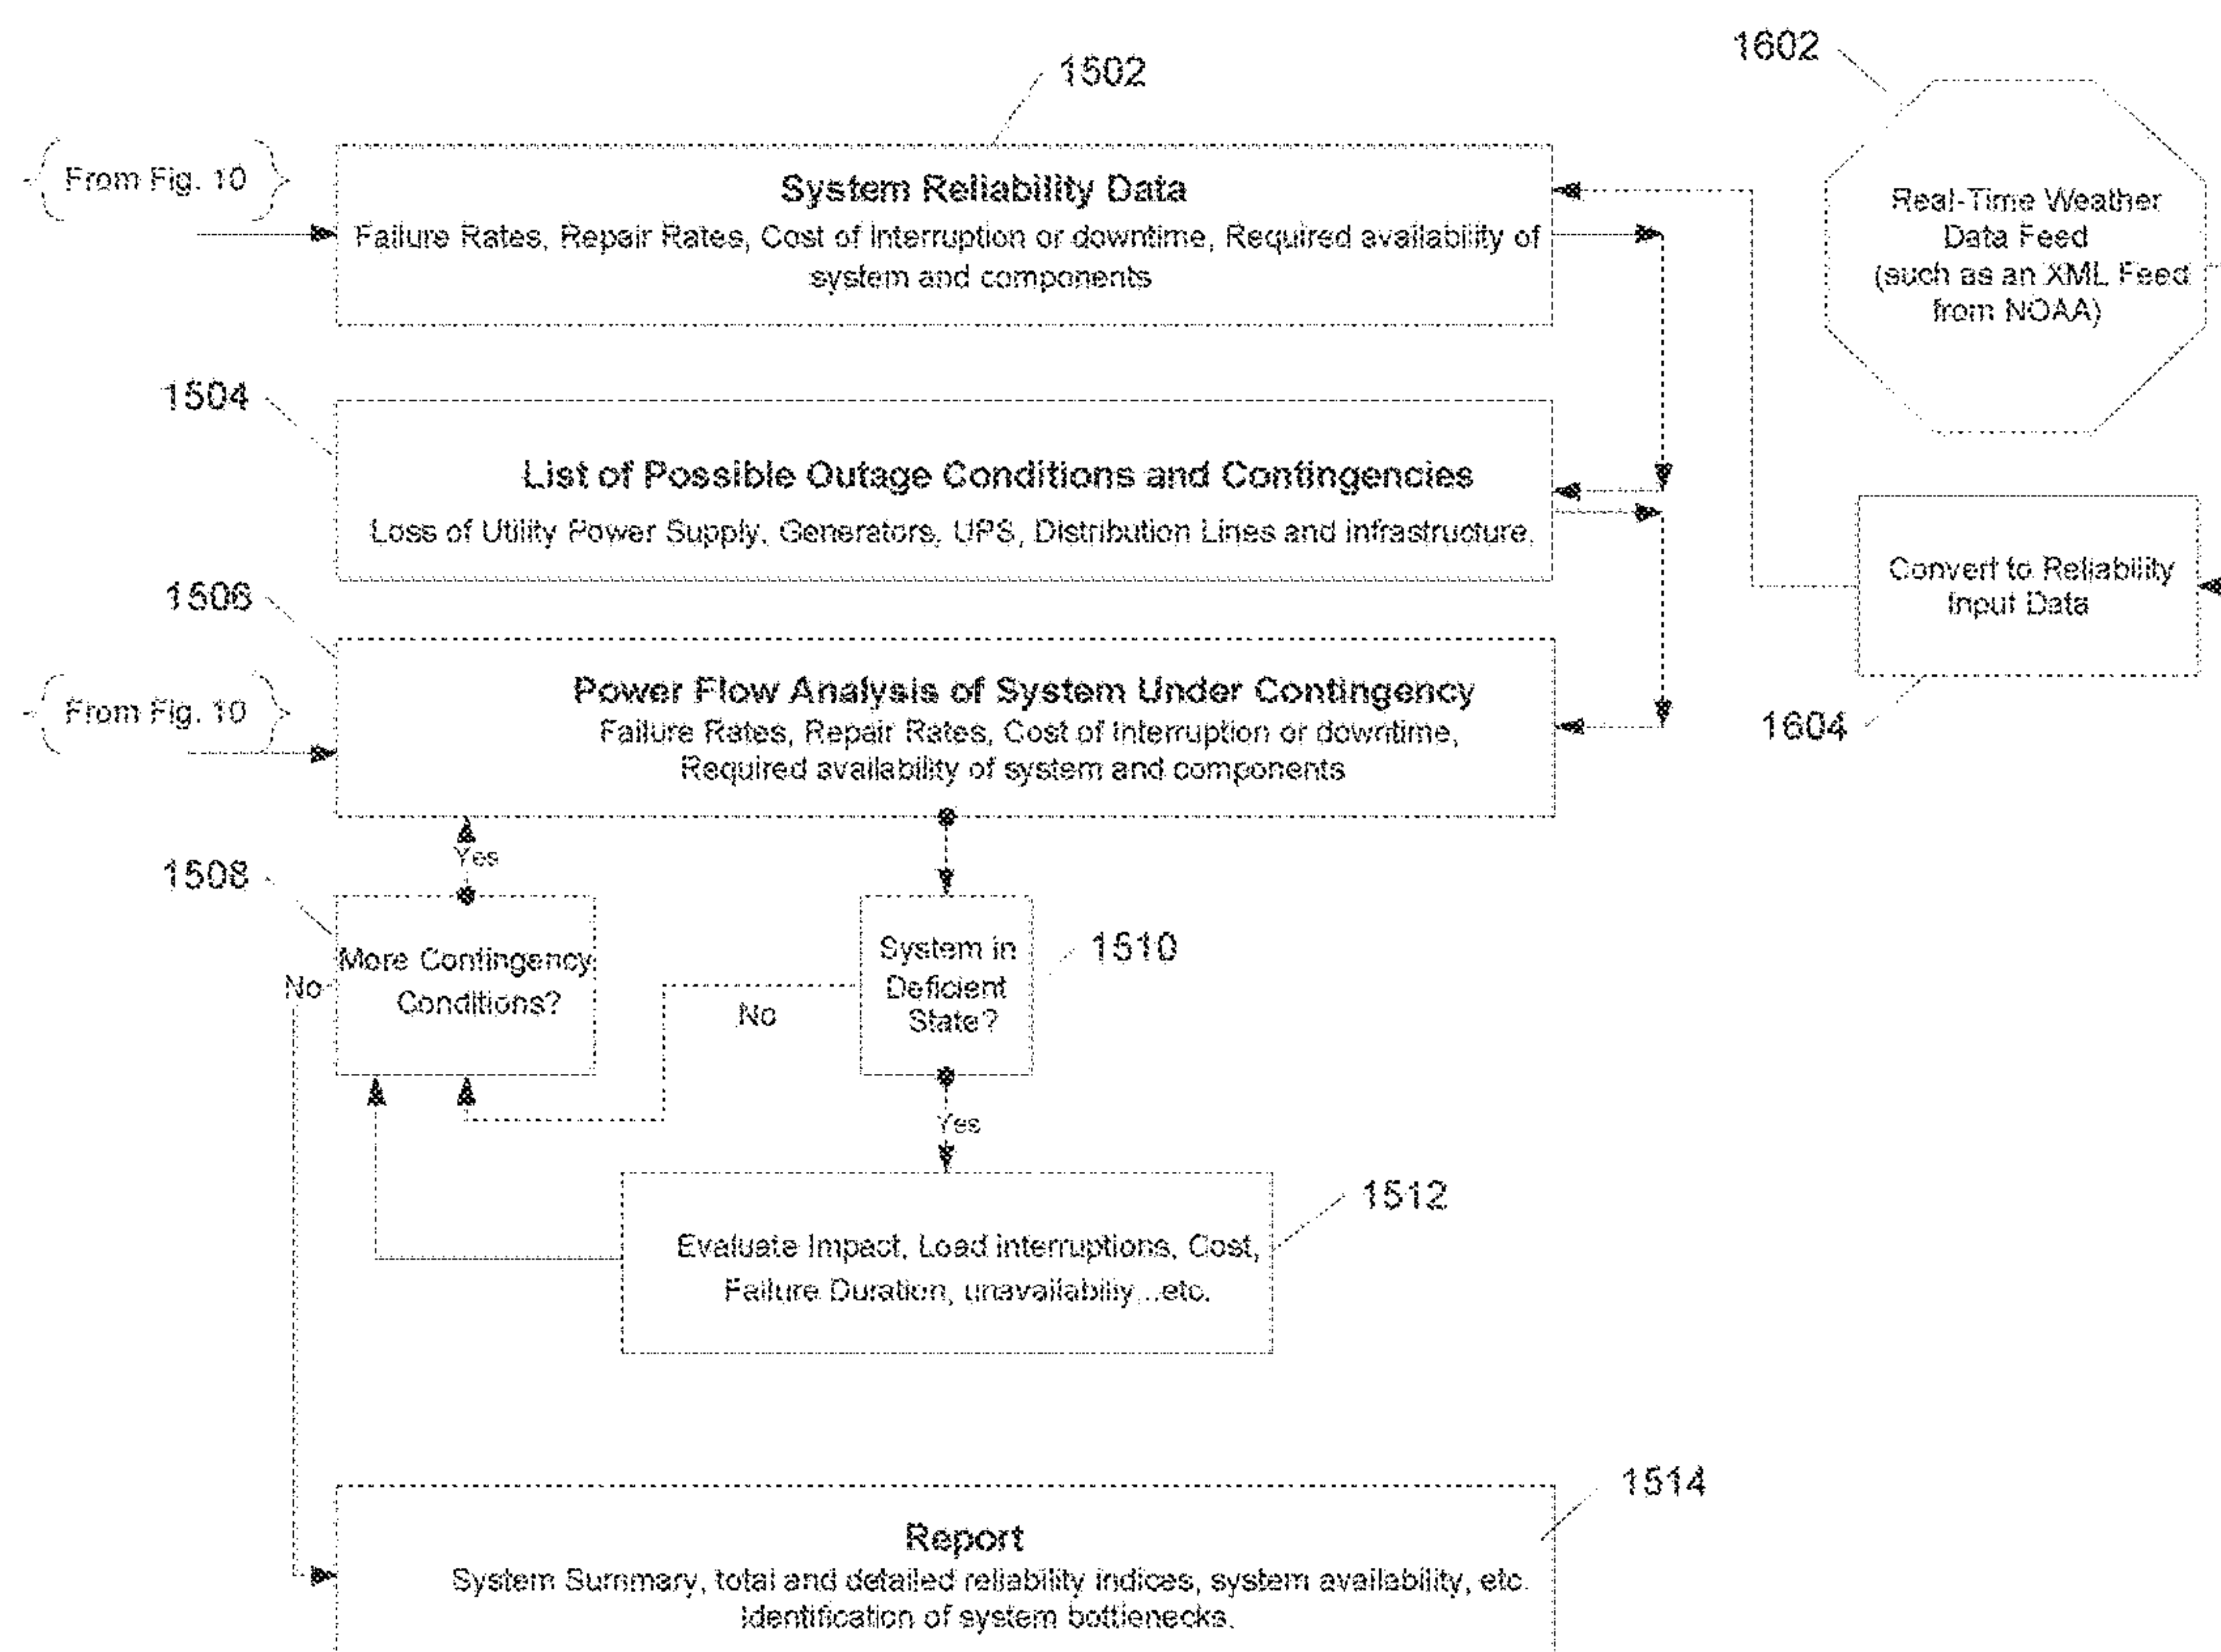 1602
1502
From Fig. 10
System Reliability Data
Failure Rates, Repair Rates, Cost of interruption or downtime, Required availability of
system and components
Real-Time Weather
Data Feed
(such as an XML Feed
from NOAA)
1504
List of Possible Outage Conditions and Contingencies
Loss of Utility Power Supply, Generators, UPS, Distribution Lines and infrastructure.
Convert to Reliability
Input Data
1604
1506
From Fig. 10
Power Flow Analysis of System Under Contingency
Failure Rates, Repair Rates, Cost of Interruption or downtime,
Required availability of system and components
Yes
1508
More Contingency
Conditions?
No
No
System in
Deficient
State?
1510
Yes
1512
Evaluate Impact, Load interruptions, Cost,
Failure Duration, unavailabiliy...etc.
1514
Report
System Summary, total and detailed reliability indices, system availability, etc.
Identification of system bottlenecks.